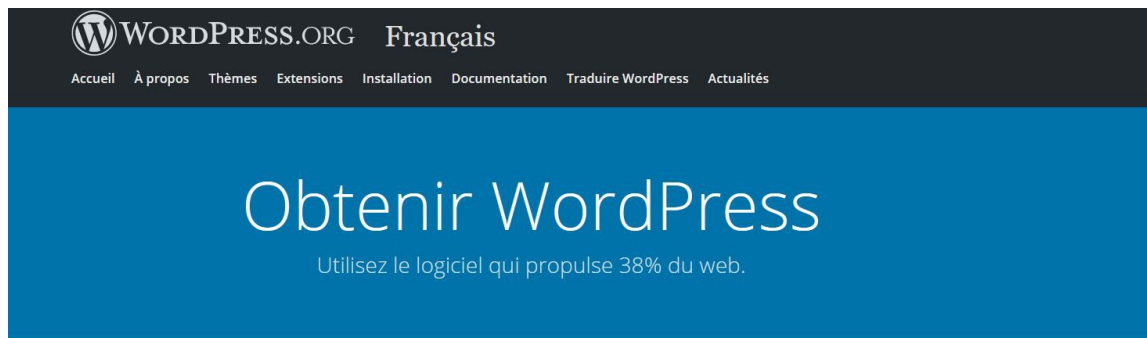 WORDPRESS.ORG Français
Accueil À propos Thèmes Extensions Installation Documentation Traduire WordPress Actualités
Obtenir WordPress
Utilisez le logiciel qui propulse 38% du web.